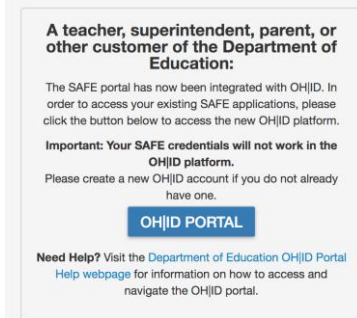 A teacher, superintendent, parent, or
other customer of the Department of
Education:
The SAFE portal has now been integrated with OH|ID. In
order to access your existing SAFE applications, please
click the button below to access the new OH|ID platform.
Important: Your SAFE credentials will not work in the
OH|ID platform.
Please create a new OH|ID account if you do not already
have one.
OH|ID PORTAL
Need Help? Visit the Department of Education OH|ID Portal
Help webpage for information on how to access and
navigate the OH|ID portal.